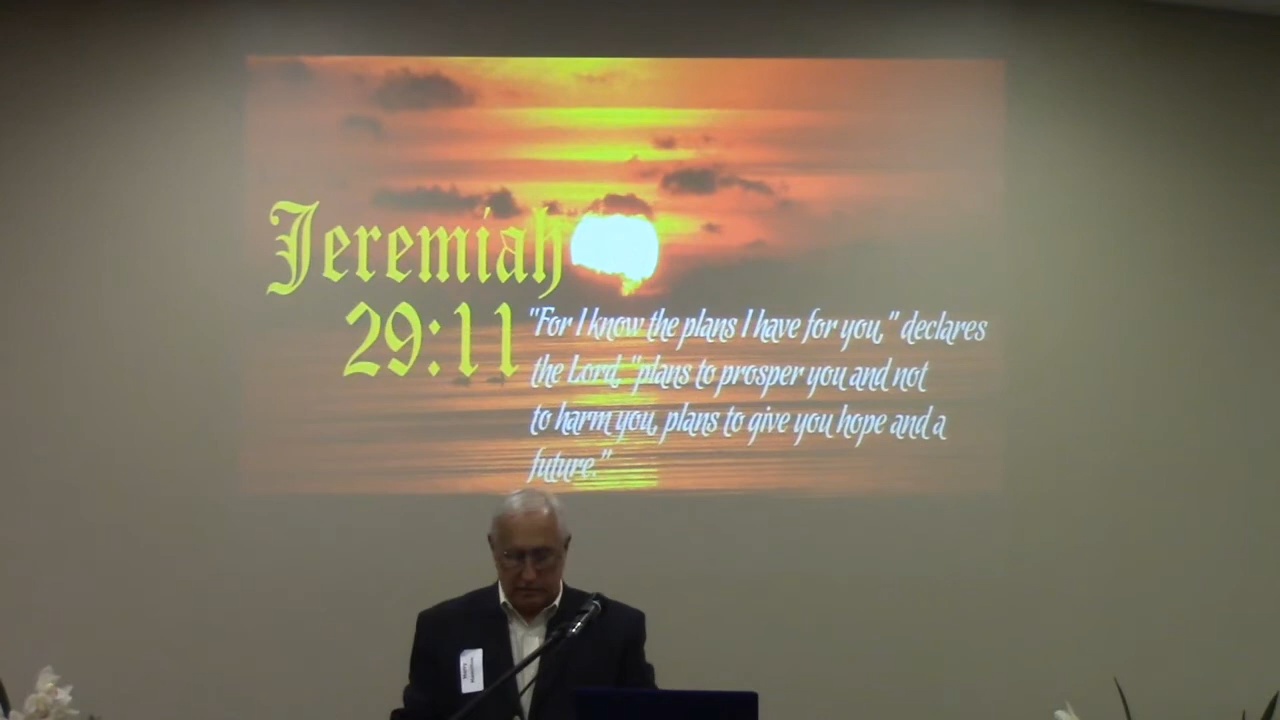 Jeremiah
29:11
"For I know the plans I have for you," declares
the Lord, "plans to prosper you and not
to harm you, plans to give you hope and a
future."